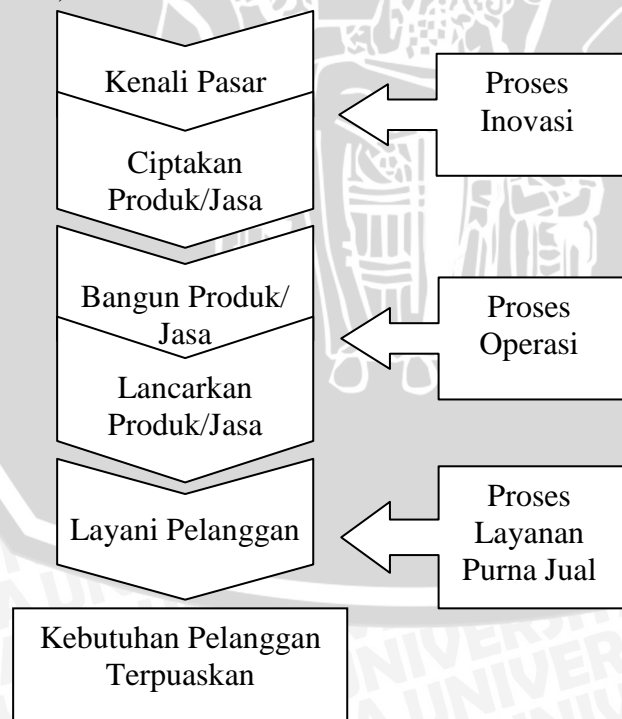 Kenali Pasar
Proses
Inovasi
Ciptakan
Produk/Jasa
Bangun Produk/
Jasa
Proses
Operasi
Lancarkan
Produk/Jasa
Layani Pelanggan
Proses
Layanan
Purna Jual
Kebutuhan Pelanggan
Terpuaskan